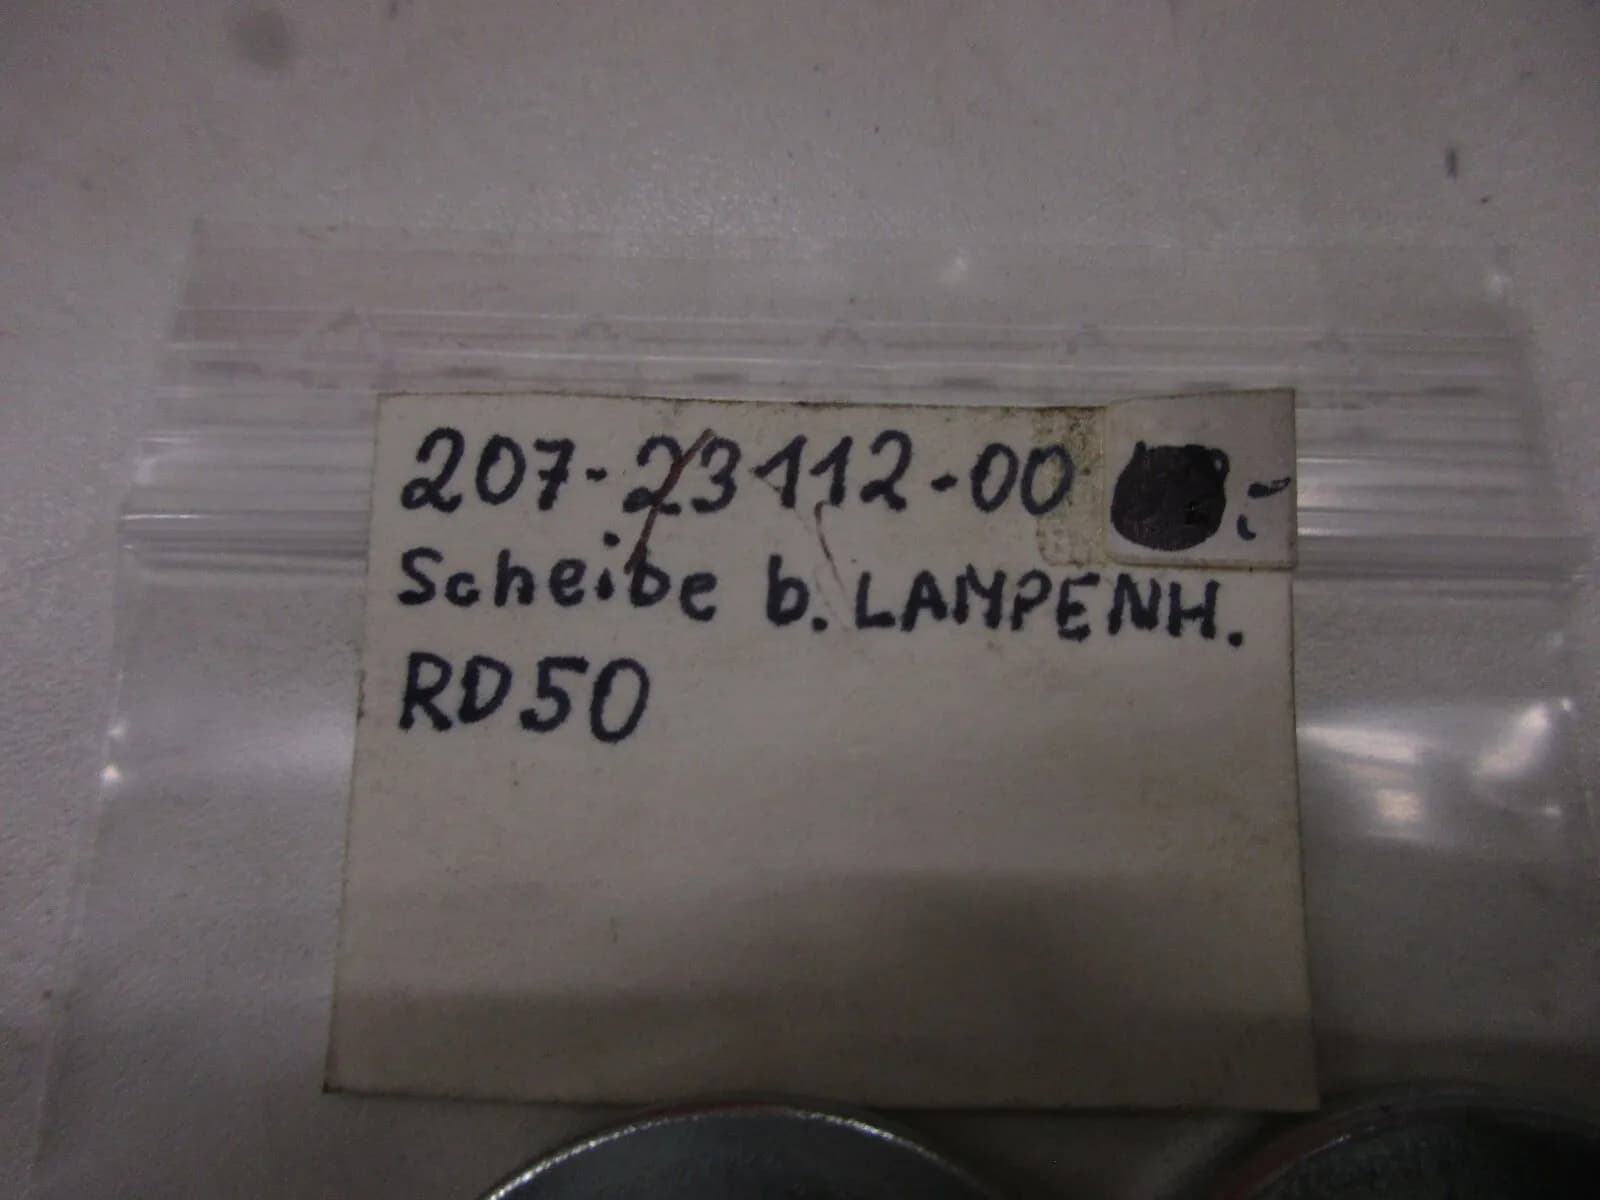 207-23112-00 .-
Scheibe b. LAMPENH.
RD50